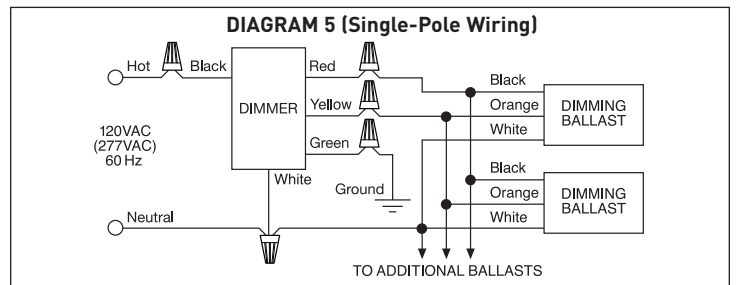 DIAGRAM 5 (Single-Pole Wiring)
Hot
Black
Red
Black
Yellow
Orange
DIMMER
DIMMING
BALLAST
White
Green
120VAC
(277VAC)
60 Hz
White
Ground
Black
Orange
DIMMING
BALLAST
White
Neutral
TO ADDITIONAL BALLASTS